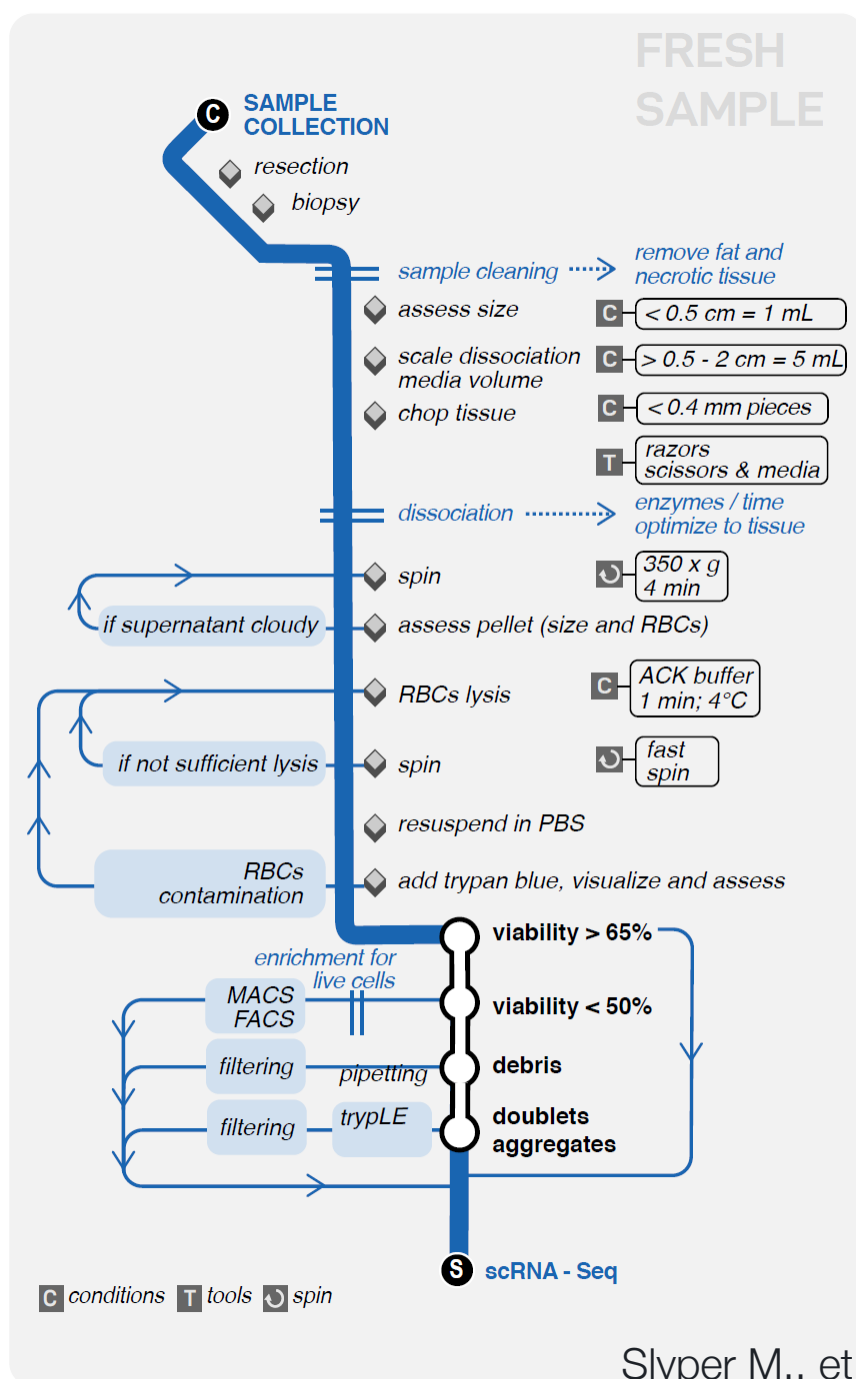 FRESH
SAMPLE
C
SAMPLE
COLLECTION
resection
biopsy
sample cleaning
remove fat and
necrotic tissue
assess size
C
< 0.5 cm = 1 mL
scale dissociation
media volume
C
> 0.5 - 2 cm = 5 mL
chop tissue
C
< 0.4 mm pieces
T
razors
scissors & media
dissociation
enzymes / time
optimize to tissue
spin
350 x g
4 min
if supernatant cloudy
assess pellet (size and RBCs)
RBCs lysis
C
ACK buffer
1 min; 4°C
if not sufficient lysis
spin
fast
spin
resuspend in PBS
RBCs
contamination
add trypan blue, visualize and assess
viability > 65%
enrichment for
live cells
MACS
FACS
viability < 50%
filtering
pipetting
debris
filtering
trypLE
doublets
aggregates
S
scRNA - Seq
C conditions T tools spin
Slyper M., et